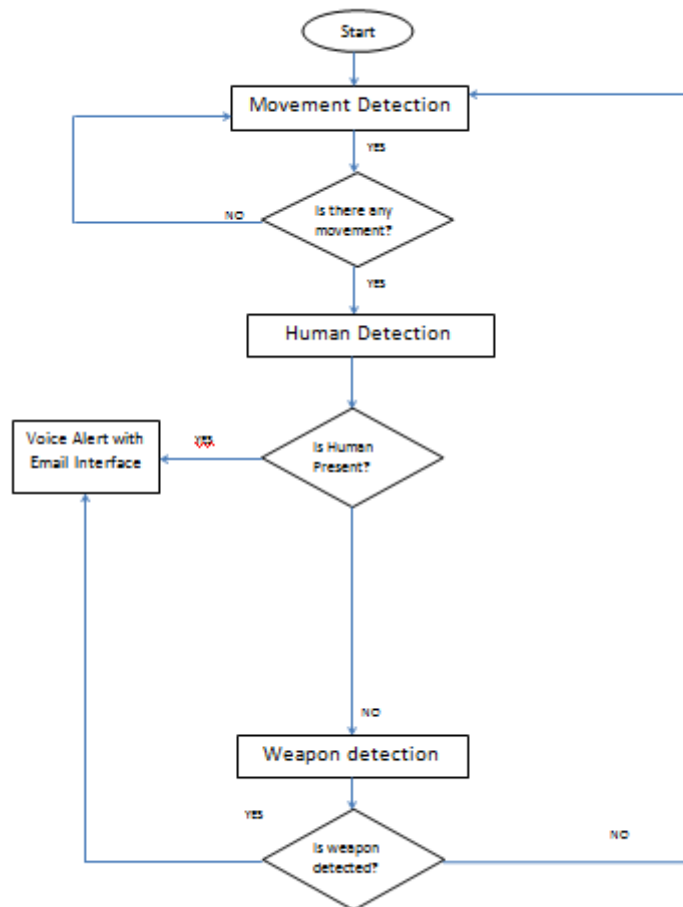 Start
Movement Detection
YES
Is there any
movement?
NO
YES
Human Detection
Is Human
Present?
YES
Voice Alert with
Email Interface
NO
Weapon detection
YES
Is weapon
detected?
NO